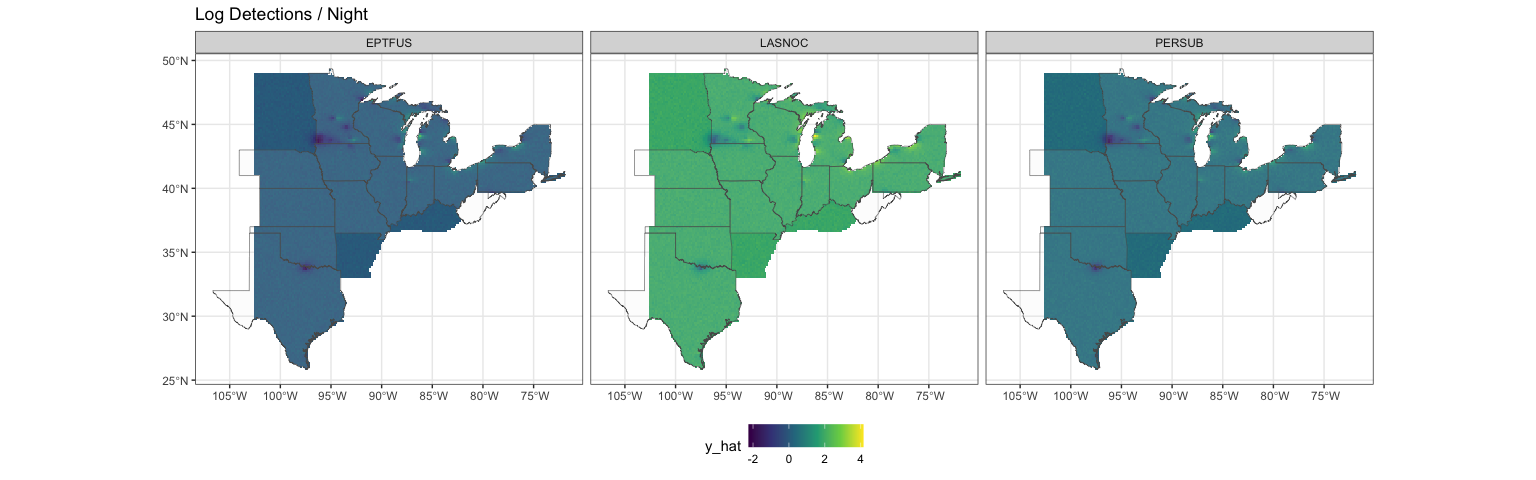 Log Detections / Night
EPTFUS LASNOC PERSUB
50°N
45°N
40°N
35°N
30°N
25°N
105°W 100°W 95°W 90°W 85°W 80°W 75°W 105°W 100°W 95°W 90°W 85°W 80°W 75°W 105°W 100°W 95°W 90°W 85°W 80°W 75°W
y_hat
-2 0 2 4